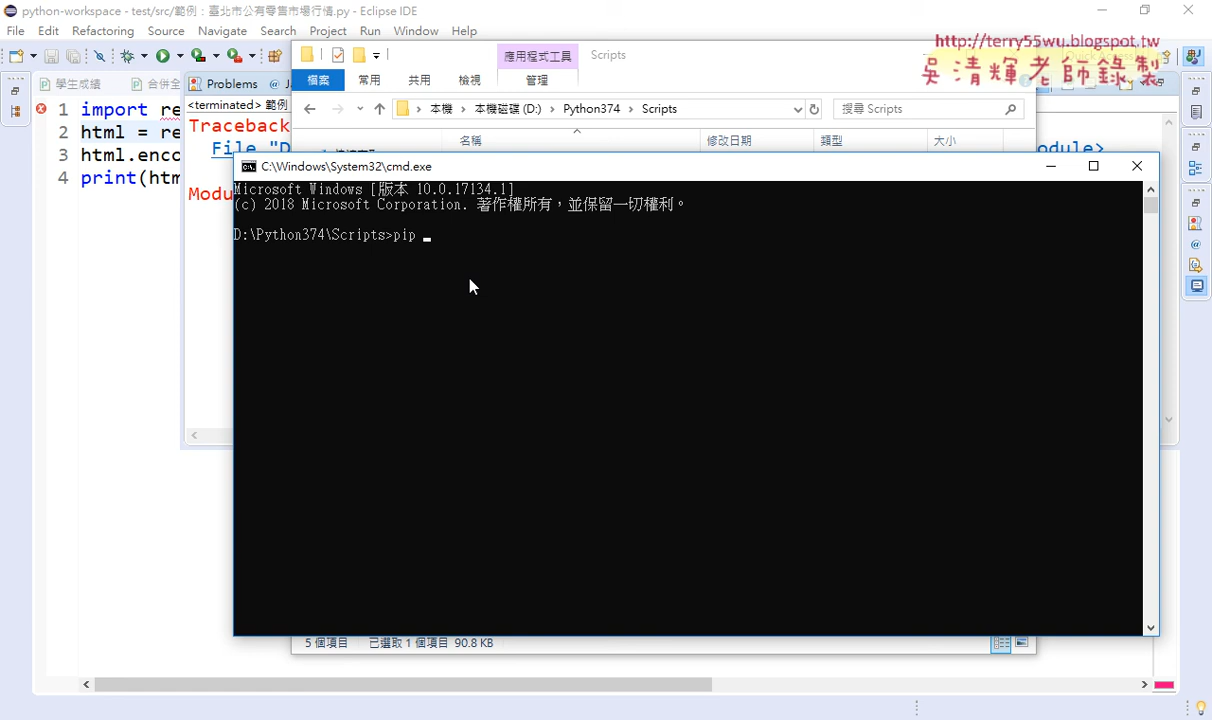 python-workspace - test/src/範例：臺北市公有零售市場行情.py - Eclipse IDE
File Edit Refactoring Source Navigate Search Project Run Window Help
應用程式工具 Scripts
http://terry55wu.blogspot.tw
吳清輝老師錄製
檔案 常用 共用 檢視 管理
學生成績 合併全 Problems
<terminated> 範例
本機 本機磁碟 (D:) Python374 Scripts 搜尋 Scripts
名稱 修改日期 類型 大小
1 import re
2 html = re
3 html.enco
4 print(htm
Traceback
File "D
odule>
Modu
C:\Windows\System32\cmd.exe
Microsoft Windows [版本 10.0.17134.1]
(c) 2018 Microsoft Corporation. 著作權所有，並保留一切權利。
D:\Python374\Scripts>pip _
5 個項目 已選取 1 個項目 90.8 KB